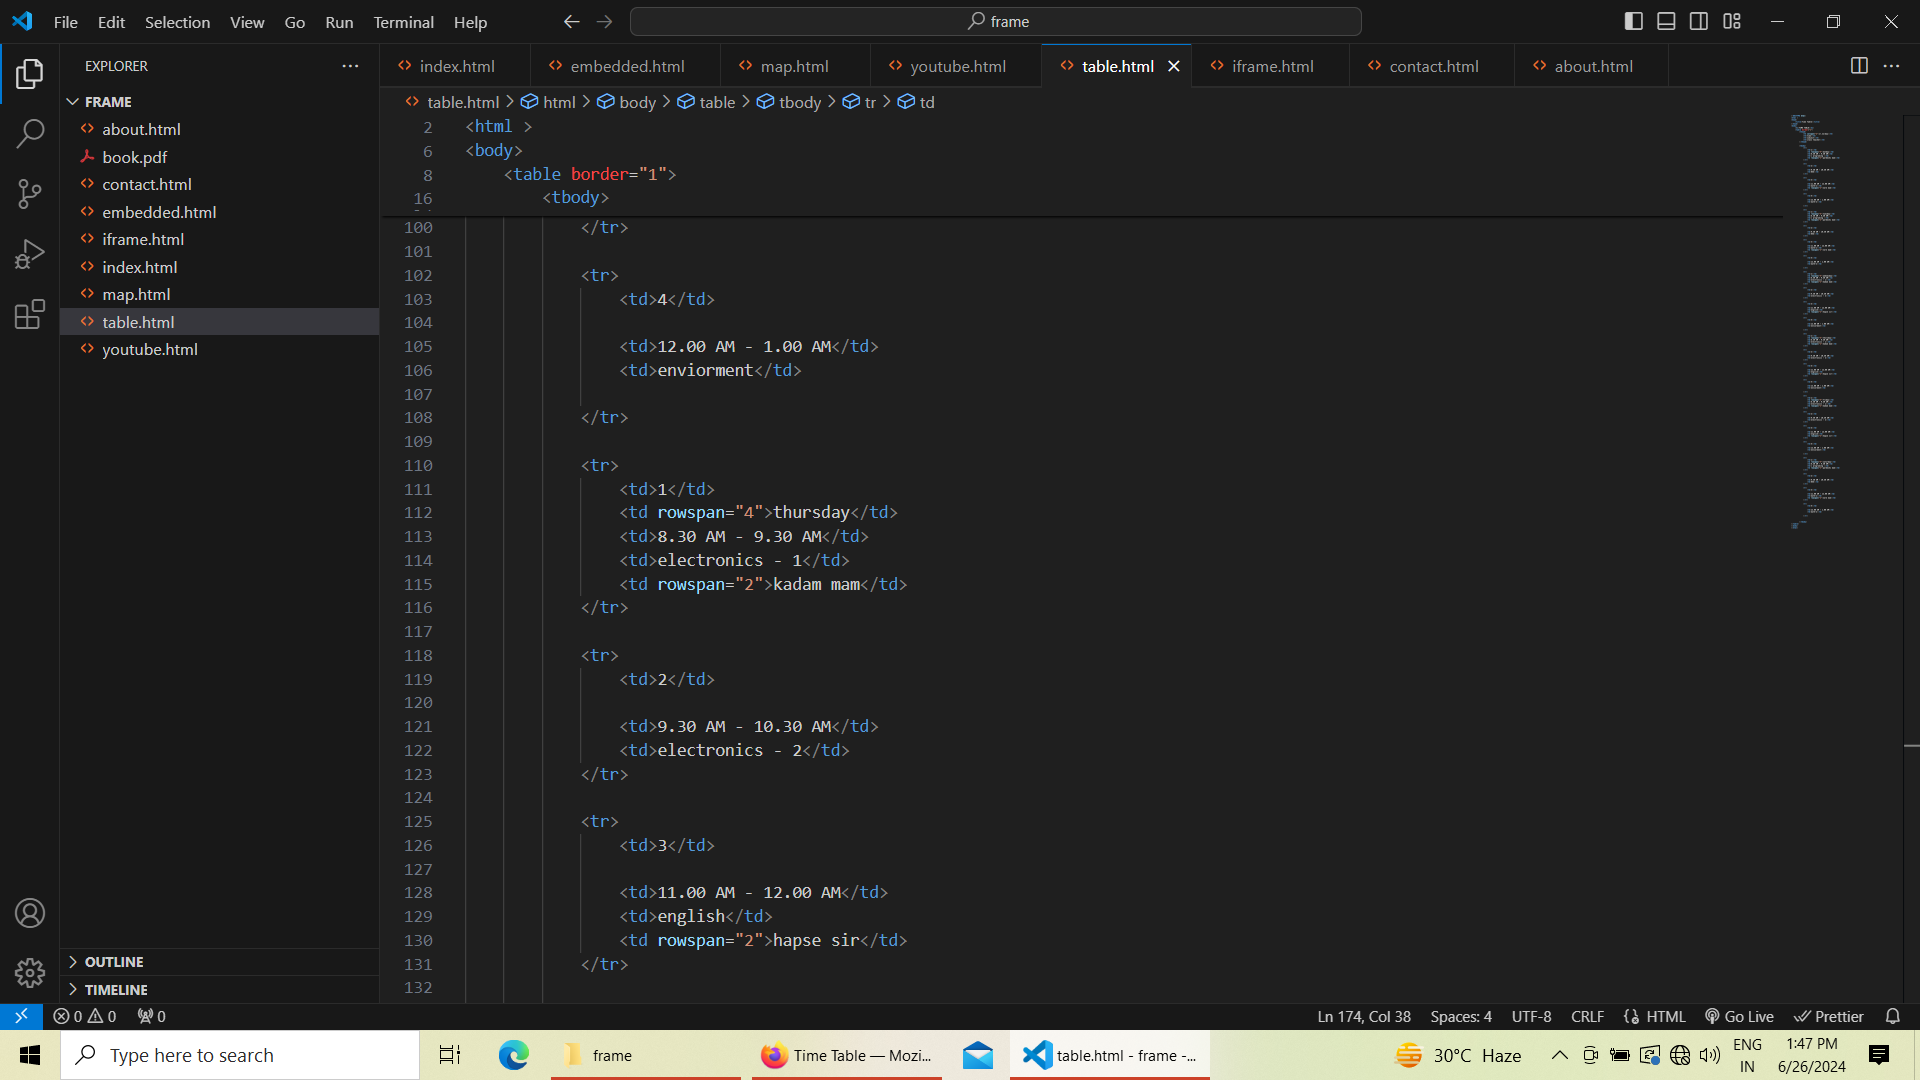 File Edit Selection View Go Run Terminal Help
frame
EXPLORER
FRAME
about.html
book.pdf
contact.html
embedded.html
iframe.html
index.html
map.html
table.html
youtube.html
OUTLINE
TIMELINE
index.html embedded.html map.html youtube.html table.html iframe.html contact.html about.html
table.html > html > body > table > tbody > tr > td
2 <html >
6 <body>
8 <table border="1">
16 <tbody>
100 </tr>
101
102 <tr>
103 <td>4</td>
104
105 <td>12.00 AM - 1.00 AM</td>
106 <td>enviorment</td>
107
108 </tr>
109
110 <tr>
111 <td>1</td>
112 <td rowspan="4">thursday</td>
113 <td>8.30 AM - 9.30 AM</td>
114 <td>electronics - 1</td>
115 <td rowspan="2">kadam mam</td>
116 </tr>
117
118 <tr>
119 <td>2</td>
120
121 <td>9.30 AM - 10.30 AM</td>
122 <td>electronics - 2</td>
123 </tr>
124
125 <tr>
126 <td>3</td>
127
128 <td>11.00 AM - 12.00 AM</td>
129 <td>english</td>
130 <td rowspan="2">hapse sir</td>
131 </tr>
132
0 0 0 Ln 174, Col 38 Spaces: 4 UTF-8 CRLF HTML Go Live Prettier
Type here to search frame Time Table — Mozi... table.html - frame -... 30°C Haze ENG IN 1:47 PM 6/26/2024